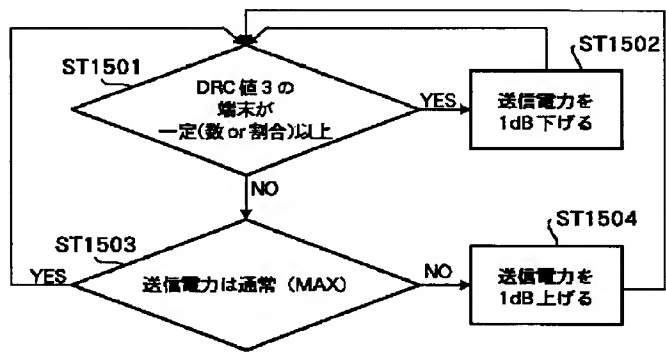 ST1501
DRC値3の
端末が
一定(数or割合)以上
YES
ST1502
送信電力を
1dB下げる
NO
ST1503
送信電力は通常(MAX)
YES
NO
ST1504
送信電力を
1dB上げる